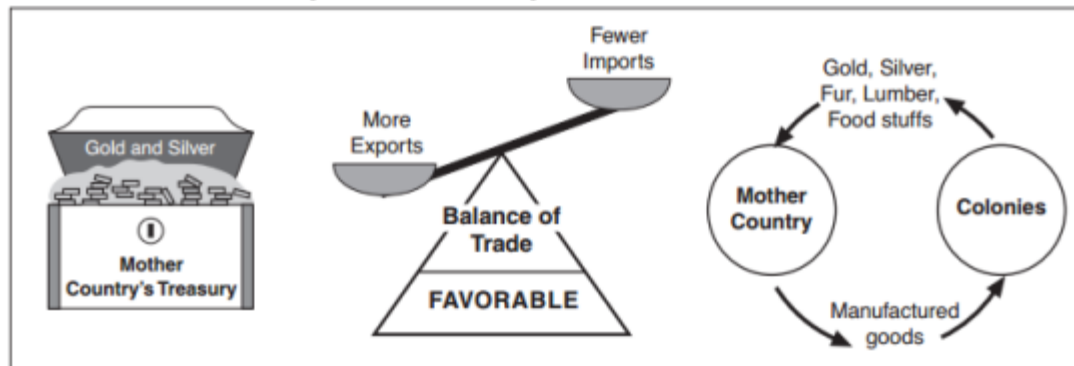 Gold and Silver
Mother
Country's Treasury
Fewer
Imports
More
Exports
Balance of
Trade
FAVORABLE
Gold, Silver,
Fur, Lumber,
Food stuffs
Mother
Country
Colonies
Manufactured
goods